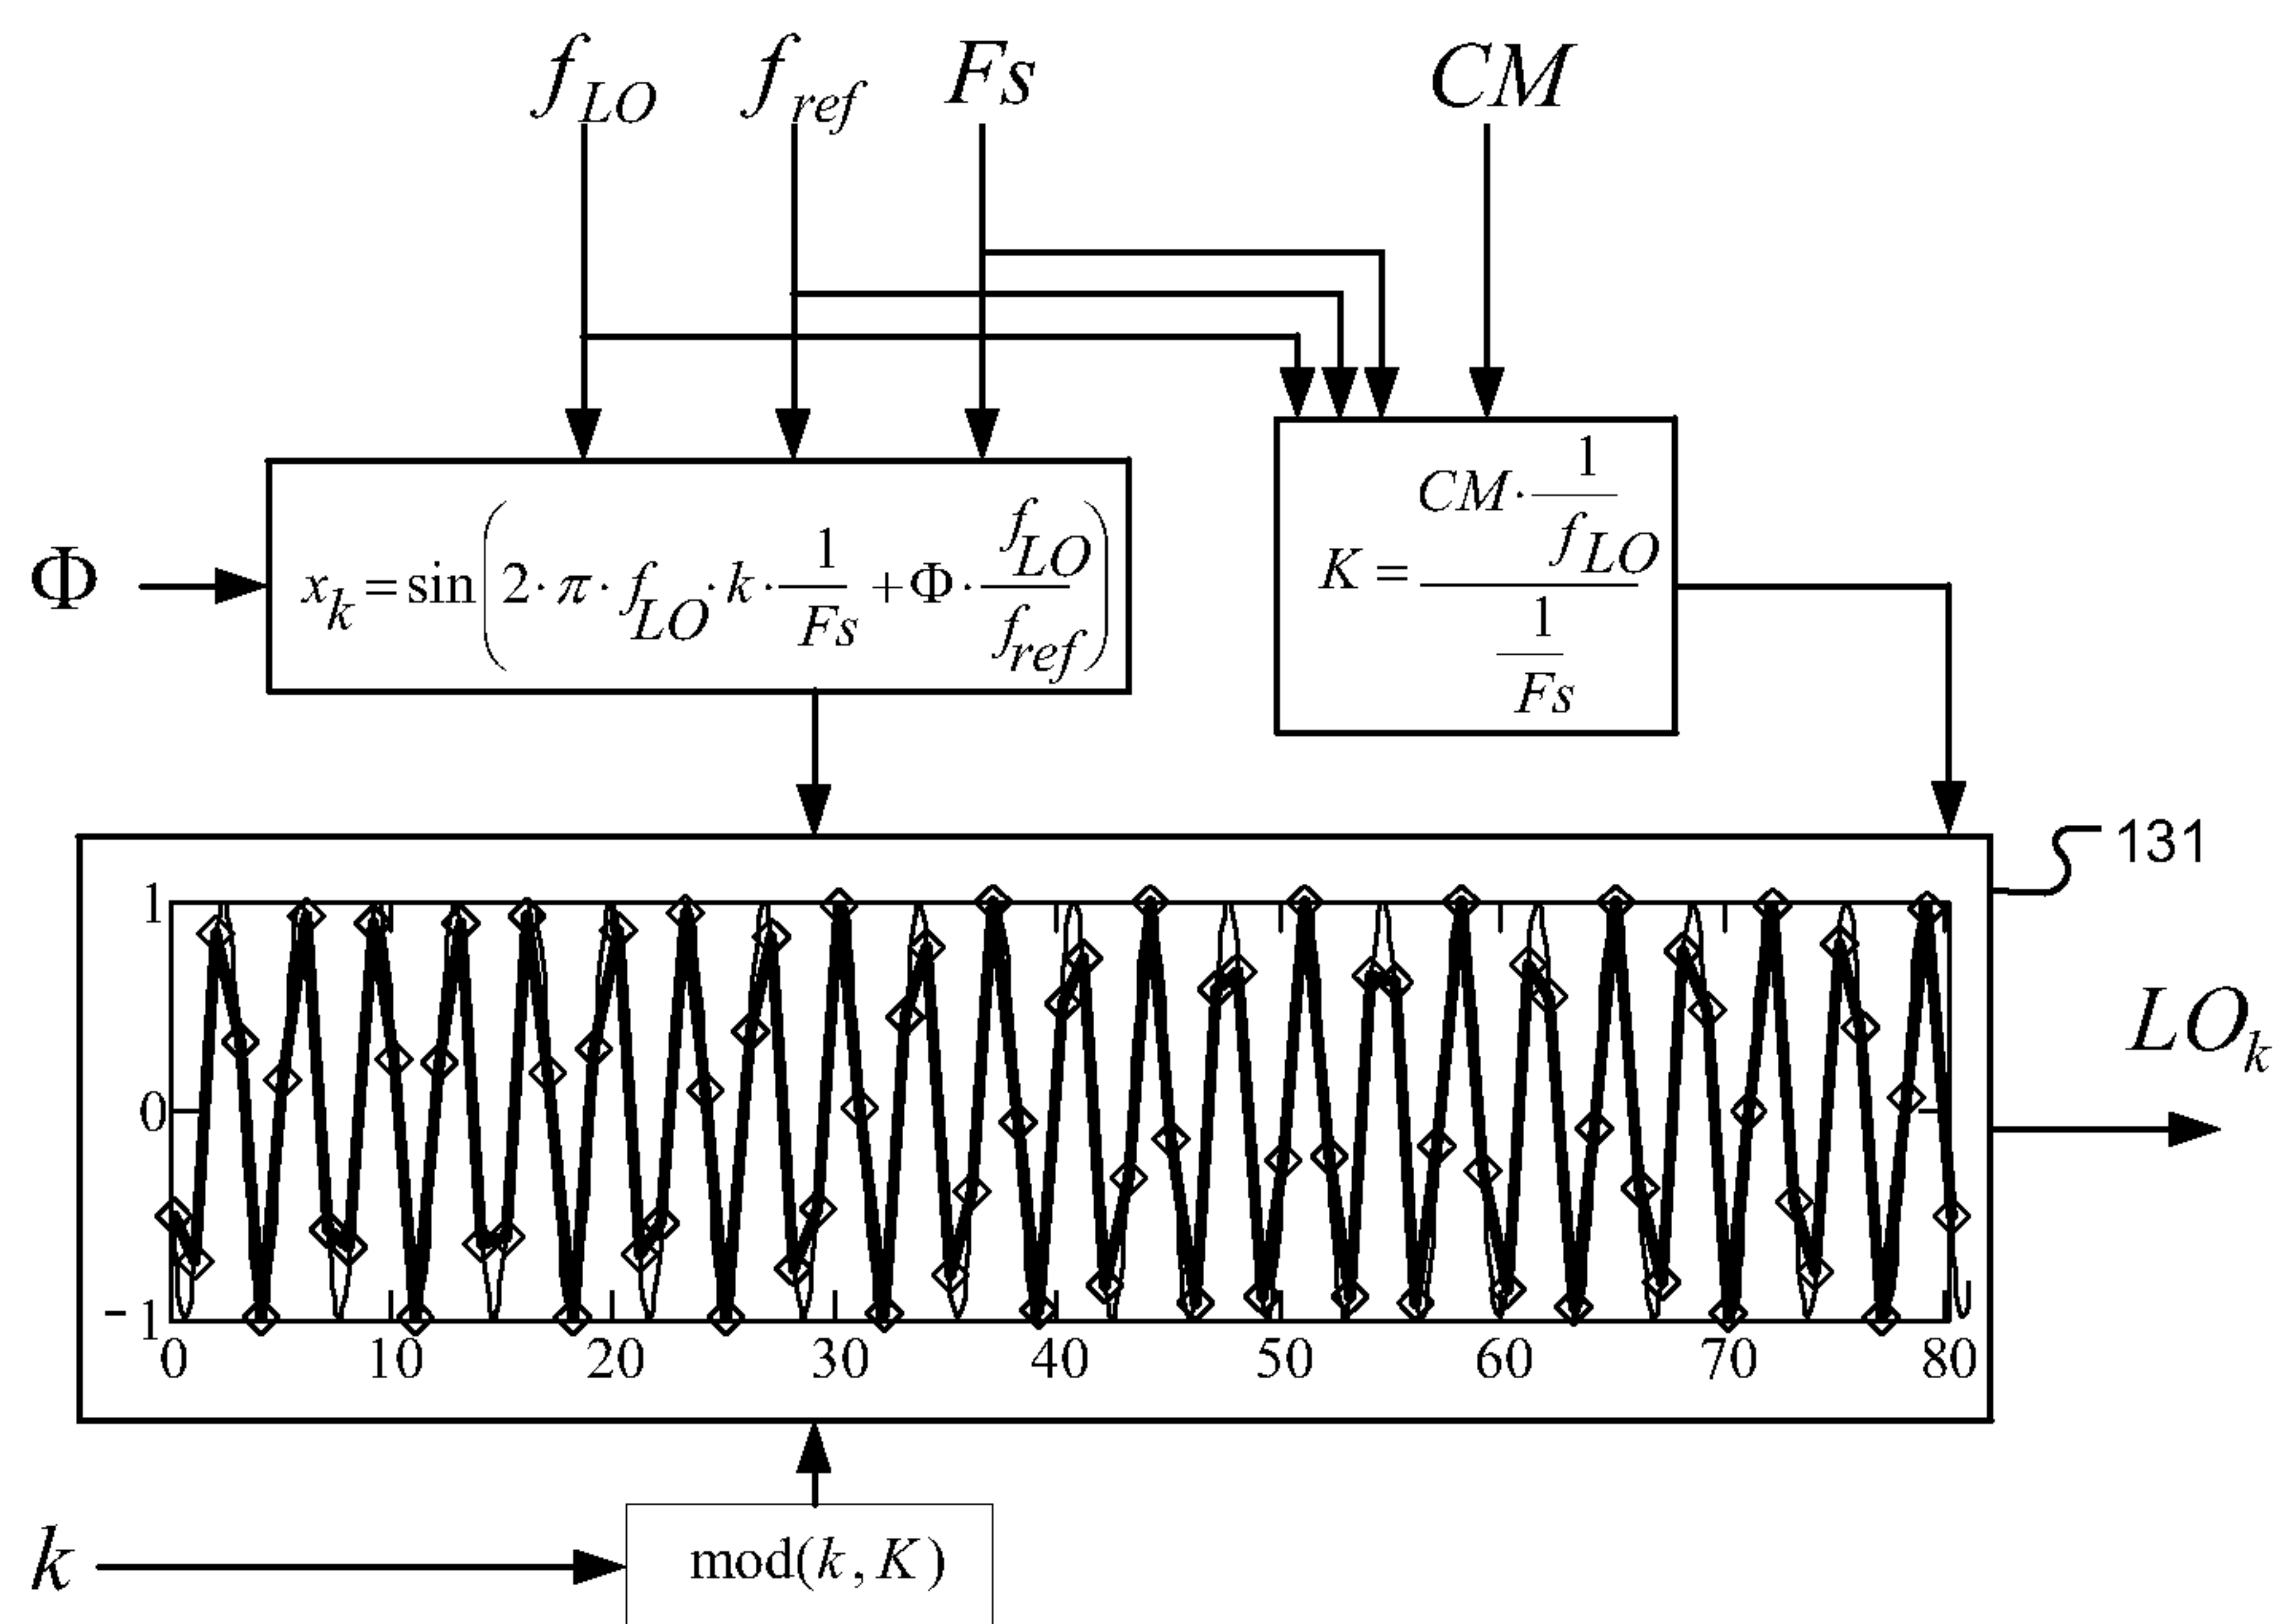 f_LO f_ref Fs CM
Φ
x_k = sin(2 · π · f_LO · k · 1/Fs + Φ · f_LO/f_ref)
K = (CM · 1/f_LO)/(1/Fs)
131
1
0
-1
0 10 20 30 40 50 60 70 80
LO_k
k
mod(k, K)